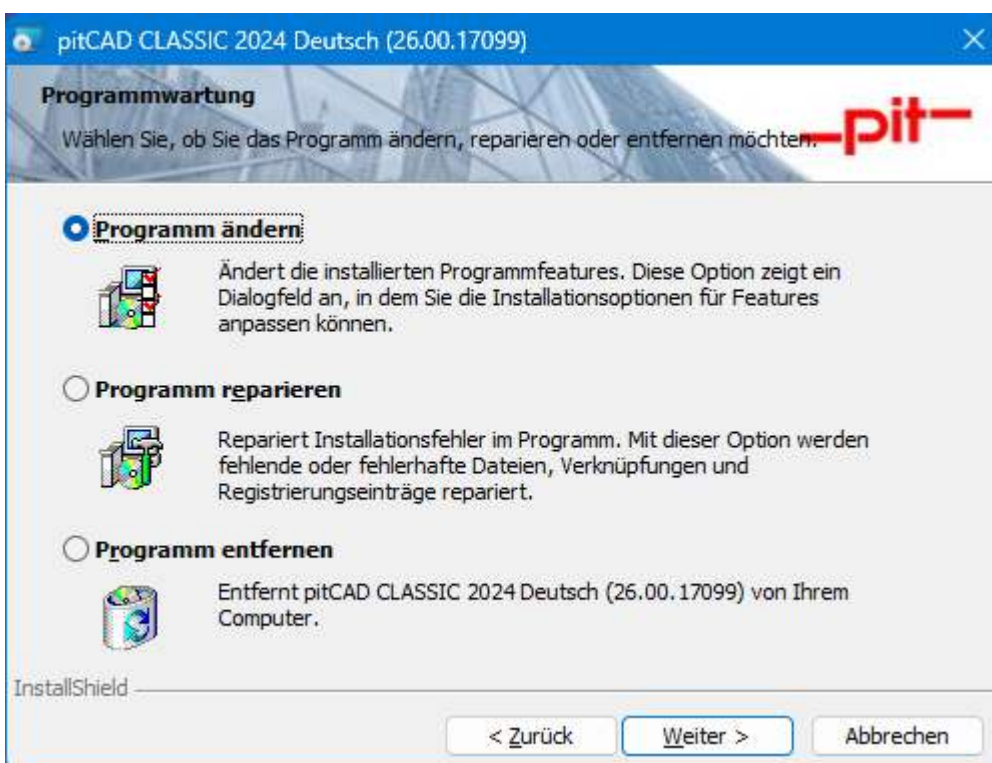 pitCAD CLASSIC 2024 Deutsch (26.00.17099)
Programmwartung
Wählen Sie, ob Sie das Programm ändern, reparieren oder entfernen möchten.
pit
Programm ändern
Ändert die installierten Programmfeatures. Diese Option zeigt ein
Dialogfeld an, in dem Sie die Installationsoptionen für Features
anpassen können.
Programm reparieren
Repariert Installationsfehler im Programm. Mit dieser Option werden
fehlende oder fehlerhafte Dateien, Verknüpfungen und
Registrierungseinträge repariert.
Programm entfernen
Entfernt pitCAD CLASSIC 2024 Deutsch (26.00.17099) von Ihrem
Computer.
InstallShield
< Zurück
Weiter >
Abbrechen